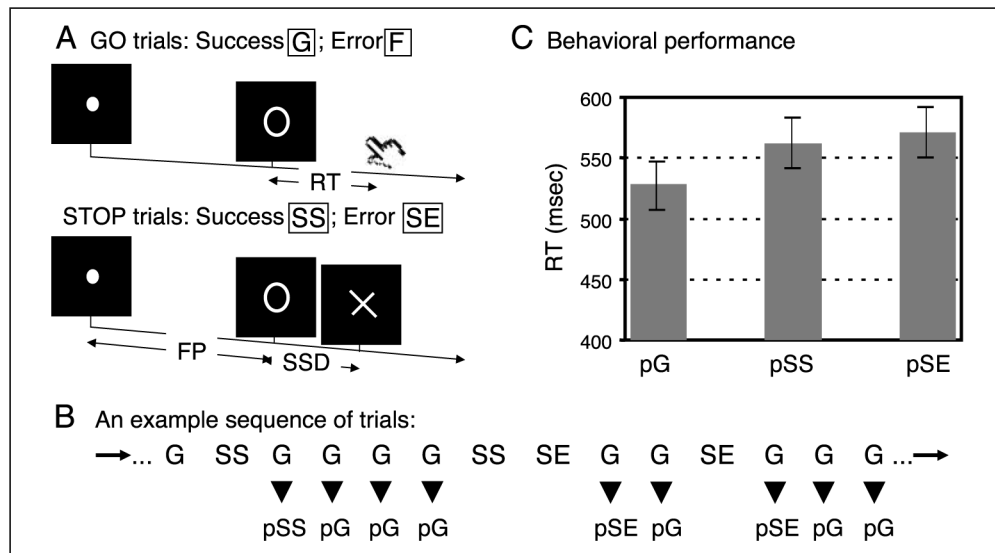 A GO trials: Success G; Error F
RT
STOP trials: Success SS; Error SE
FP
SSD
C Behavioral performance
RT (msec)
600
550
500
450
400
pG pSS pSE
B An example sequence of trials:
... G SS G G G G SS SE G G SE G G G ...
pSS pG pG pG pSE pG pSE pG pG